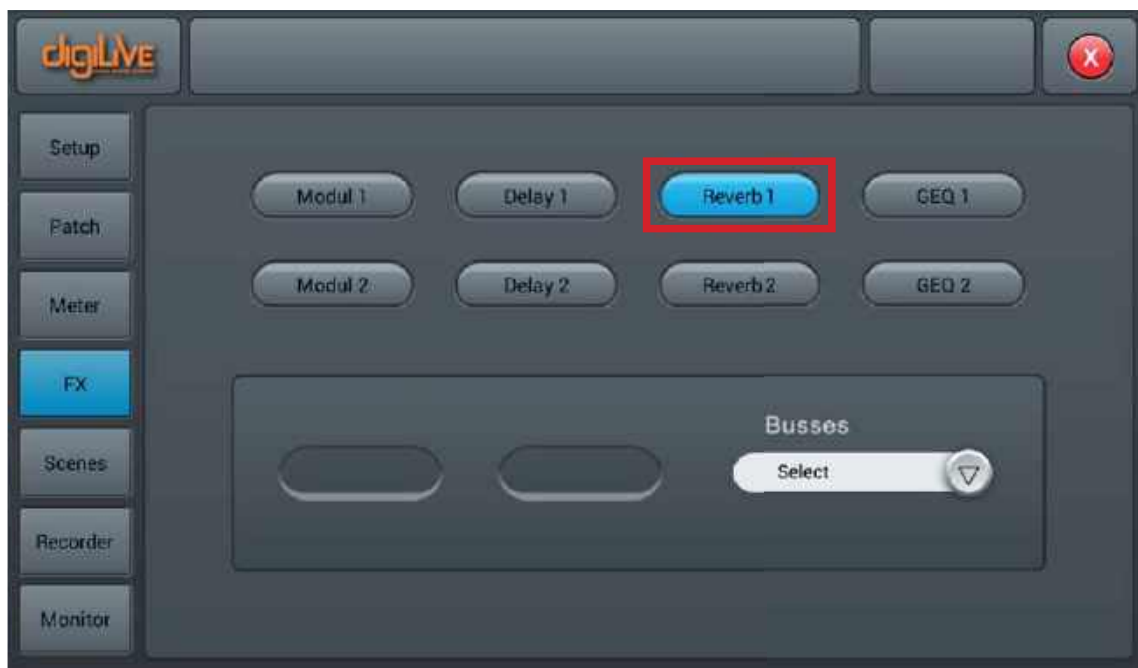 digiLiVE
X
Setup
Patch
Meter
FX
Scenes
Recorder
Monitor
Modul 1 Delay 1 Reverb 1 GEQ 1
Modul 2 Delay 2 Reverb 2 GEQ 2
Busses
Select